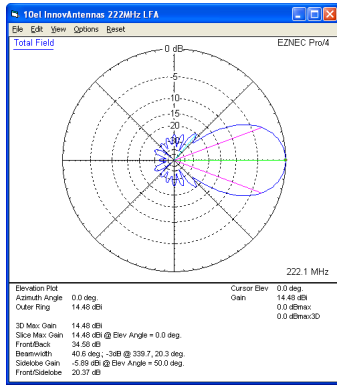 10el InnovAntennas 222MHz LFA
File Edit View Options Reset
Total Field
EZNEC Pro/4
0 dB
-5
-10
-15
-20
-30
222.1 MHz
Elevation Plot
Azimuth Angle 0.0 deg.
Outer Ring 14.48 dBi
Cursor Elev 0.0 deg.
Gain 14.48 dBi
0.0 dBmax
0.0 dBmax3D
3D Max Gain 14.48 dBi
Slice Max Gain 14.48 dBi @ Elev Angle = 0.0 deg.
Front/Back 34.58 dB
Beamwidth 40.6 deg.; -3dB @ 339.7, 20.3 deg.
Sidelobe Gain -5.89 dBi @ Elev Angle = 50.0 deg.
Front/Sidelobe 20.37 dB